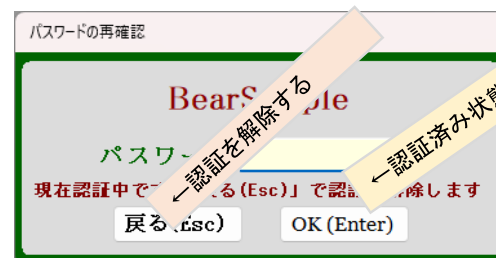 パスワードの再確認
BearS ple
パスワー
現在認証中で る(Esc)」で認 除します
戻る(Esc)
OK (Enter)
←認証を解除する
←認証済み状